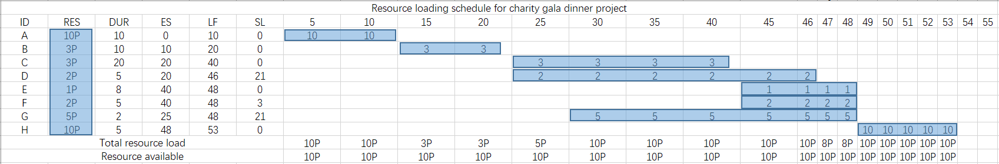 Resource loading schedule for charity gala dinner project
ID RES DUR ES LF SL 5 10 15 20 25 30 35 40 45 46 47 48 49 50 51 52 53 54 55
A 10P 10 0 10 0 10 10
B 3P 10 10 20 0 3 3
C 3P 20 20 40 0 3 3 3 3
D 2P 5 20 46 21 2 2 2 2 2 2
E 1P 8 40 48 0 1 1 1 1
F 2P 5 40 48 3 2 2 2 2
G 5P 2 25 48 21 5 5 5 5 5 5 5
H 10P 5 48 53 0 10 10 10 10 10
Total resource load 10P 10P 3P 3P 5P 10P 10P 10P 10P 10P 8P 8P 10P 10P 10P 10P 10P
Resource available 10P 10P 10P 10P 10P 10P 10P 10P 10P 10P 10P 10P 10P 10P 10P 10P 10P